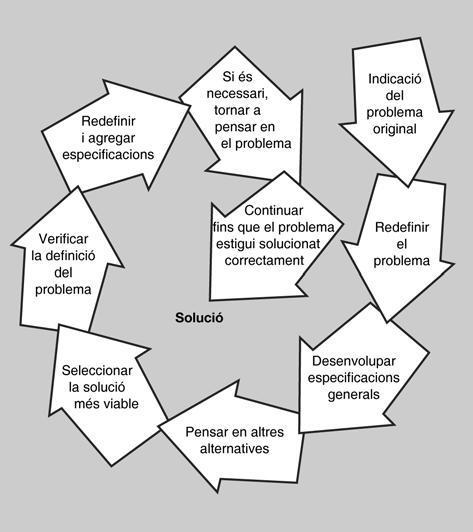 Indicació
del
problema
original
Redefinir
el
problema
Desenvolupar
especificacions
generals
Pensar en altres
alternatives
Seleccionar
la solució
més viable
Verificar
la definició
del
problema
Redefinir
i agregar
especificacions
Si és
necessari,
tornar a
pensar en
el problema
Continuar
fins que el problema
estigui solucionat
correctament
Solució